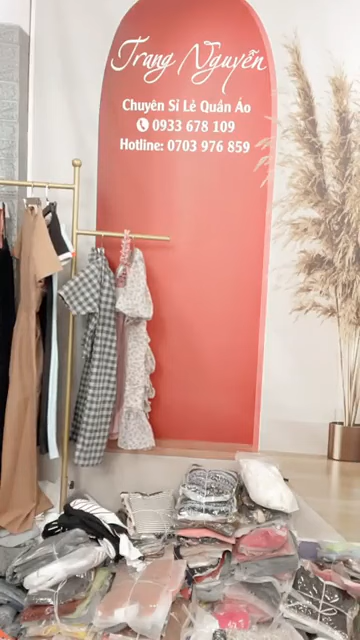 Trang Nguyễn
Chuyên Sỉ Lẻ Quần Áo
0933 678 109
Hotline: 0703 976 859